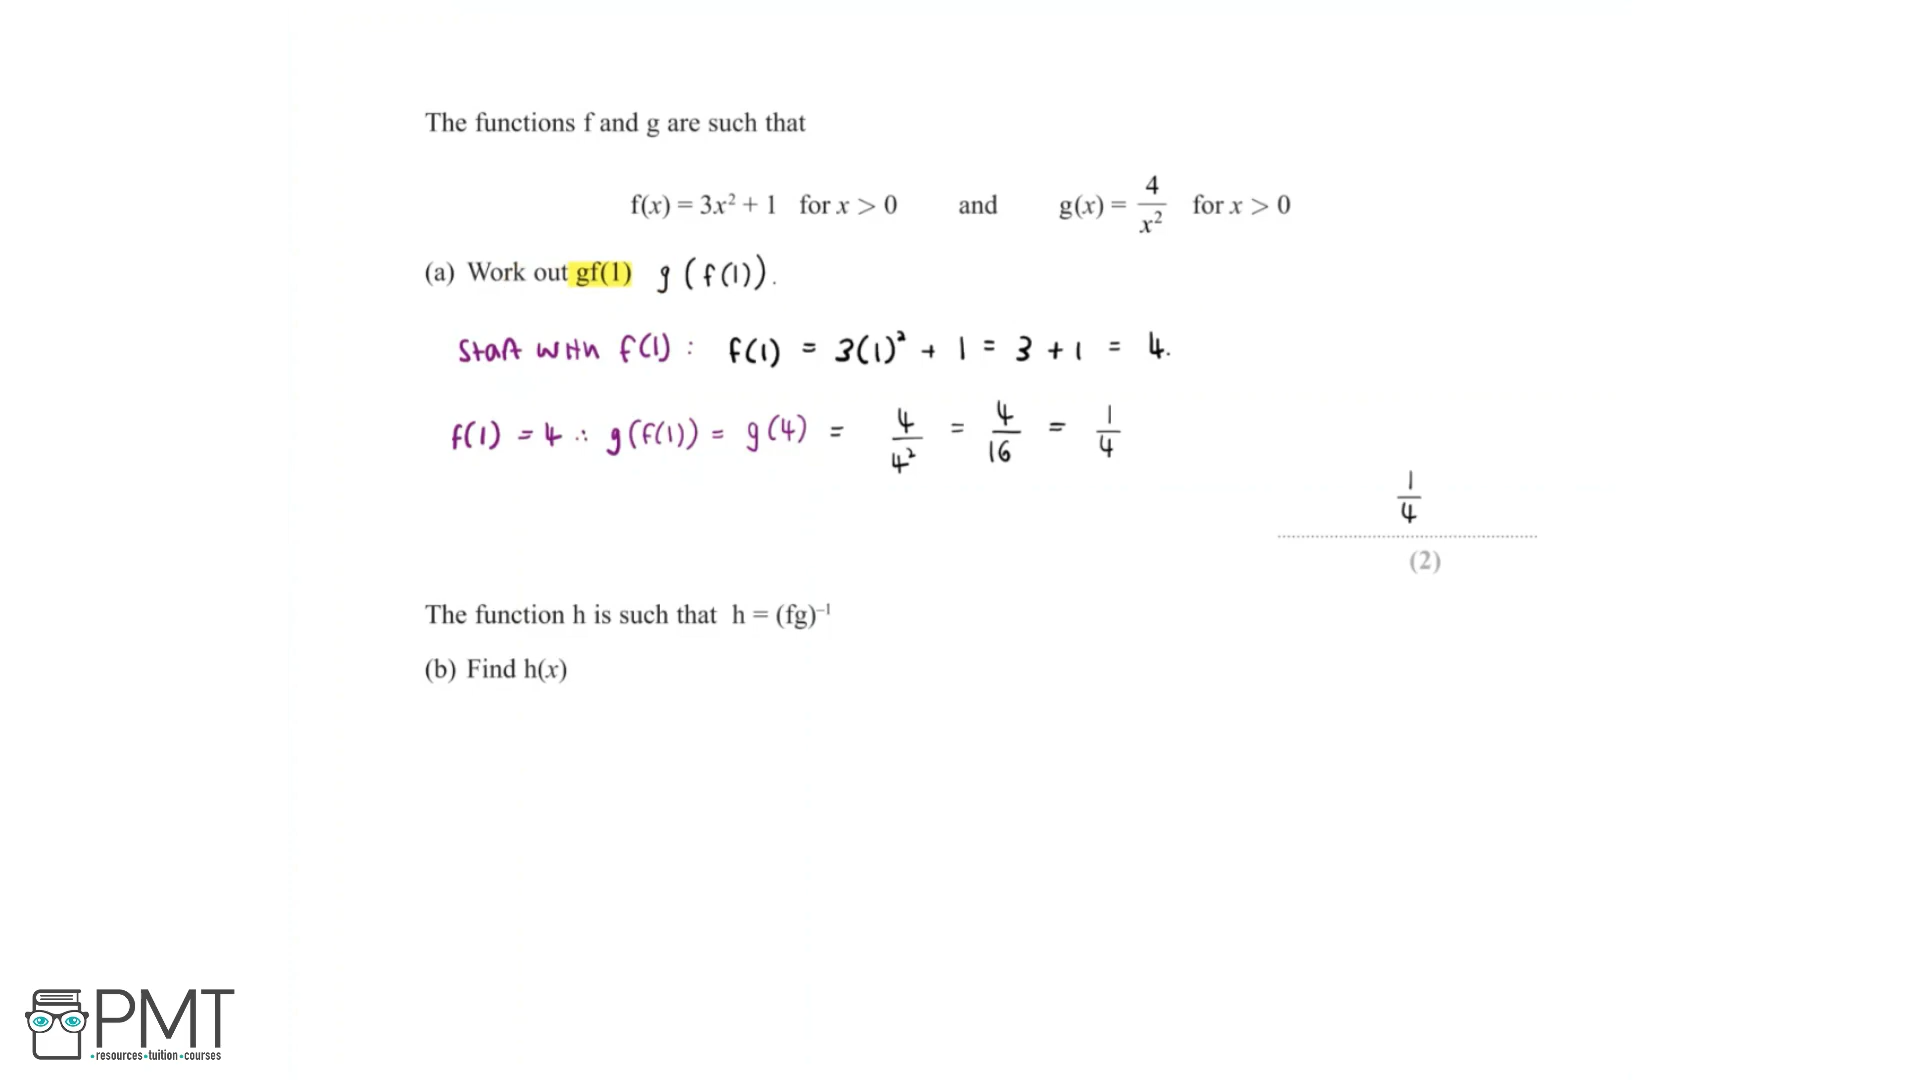 The functions f and g are such that
f(x) = 3x² + 1 for x > 0 and g(x) = 4/x² for x > 0
(a) Work out gf(1) g(f(1)).
Start with f(1) : f(1) = 3(1)² + 1 = 3 + 1 = 4.
f(1) = 4 ∴ g(f(1)) = g(4) = 4/4² = 4/16 = 1/4
1/4
(2)
The function h is such that h = (fg)⁻¹
(b) Find h(x)
PMT
•resources•tuition•courses